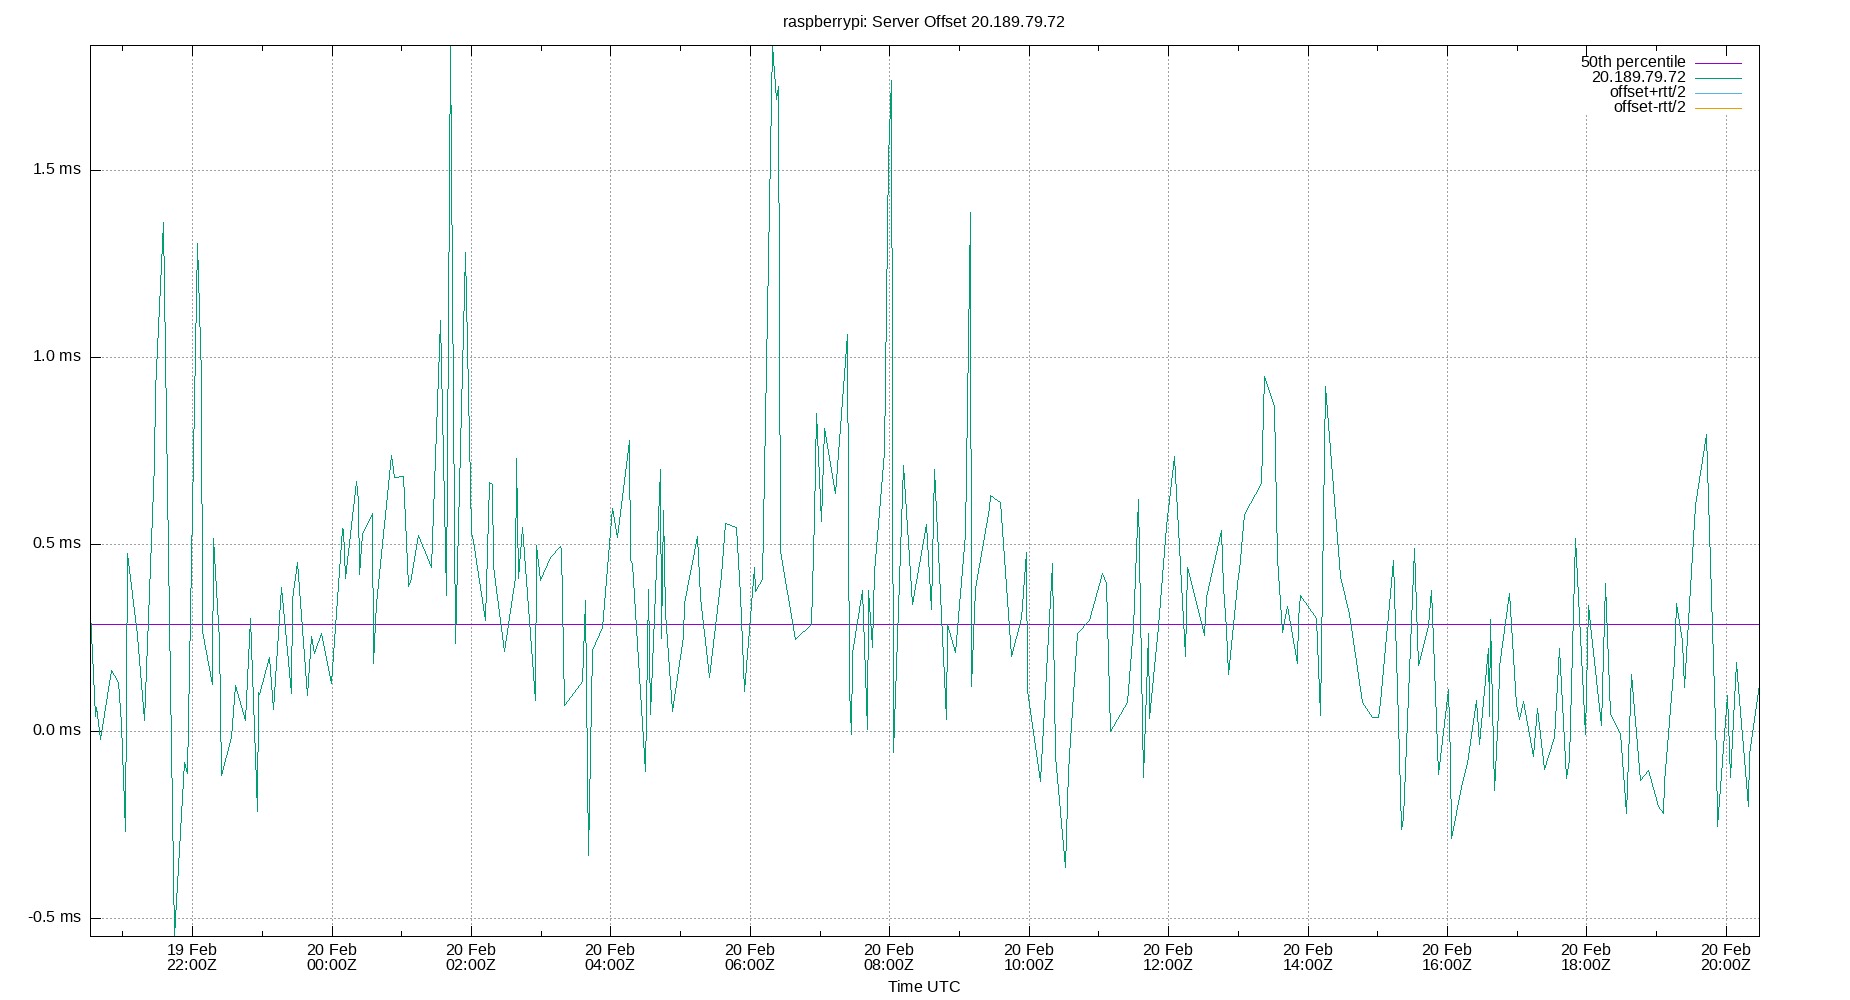 raspberrypi: Server Offset 20.189.79.72
50th percentile
20.189.79.72
offset+rtt/2
offset-rtt/2
1.5 ms
1.0 ms
0.5 ms
0.0 ms
-0.5 ms
19 Feb 20 Feb 20 Feb 20 Feb 20 Feb 20 Feb 20 Feb 20 Feb 20 Feb 20 Feb 20 Feb 20 Feb
22:00Z 00:00Z 02:00Z 04:00Z 06:00Z 08:00Z 10:00Z 12:00Z 14:00Z 16:00Z 18:00Z 20:00Z
Time UTC